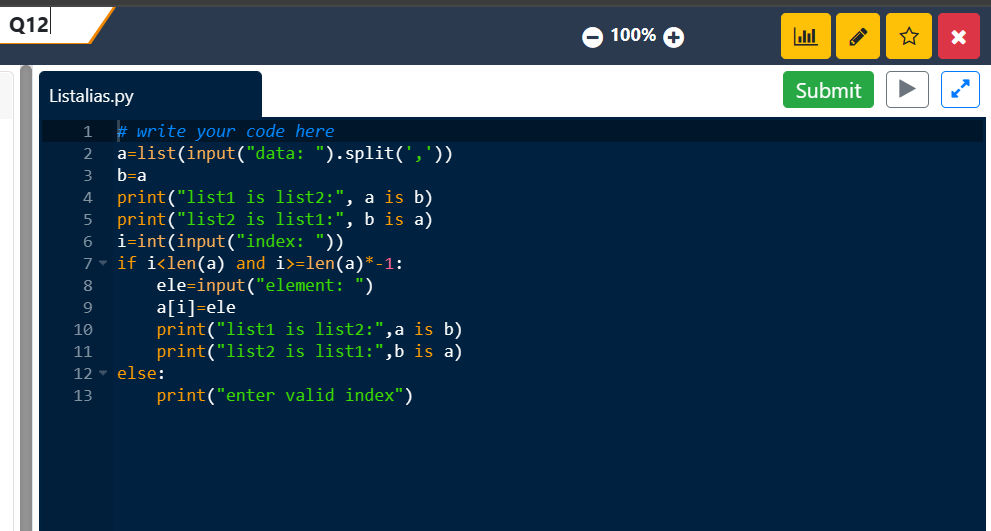 Q12
100%
Listalias.py
Submit
1 # write your code here
2 a=list(input("data: ").split(','))
3 b=a
4 print("list1 is list2:", a is b)
5 print("list2 is list1:", b is a)
6 i=int(input("index: "))
7 if i<len(a) and i>=len(a)*-1:
8     ele=input("element: ")
9     a[i]=ele
10     print("list1 is list2:",a is b)
11     print("list2 is list1:",b is a)
12 else:
13     print("enter valid index")